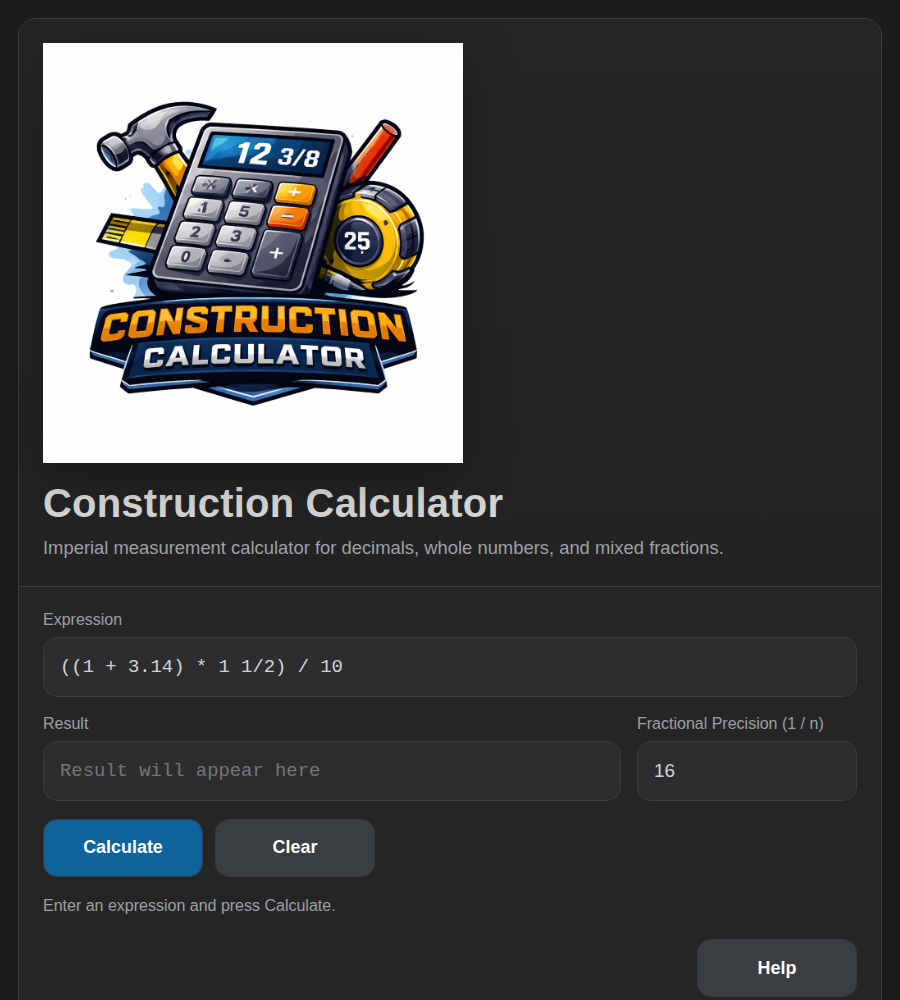 12 3/8
+
1 5 −
2 3 +
0 -
25
CONSTRUCTION
CALCULATOR
Construction Calculator
Imperial measurement calculator for decimals, whole numbers, and mixed fractions.
Expression
((1 + 3.14) * 1 1/2) / 10
Result
Fractional Precision (1 / n)
Result will appear here
16
Calculate
Clear
Enter an expression and press Calculate.
Help